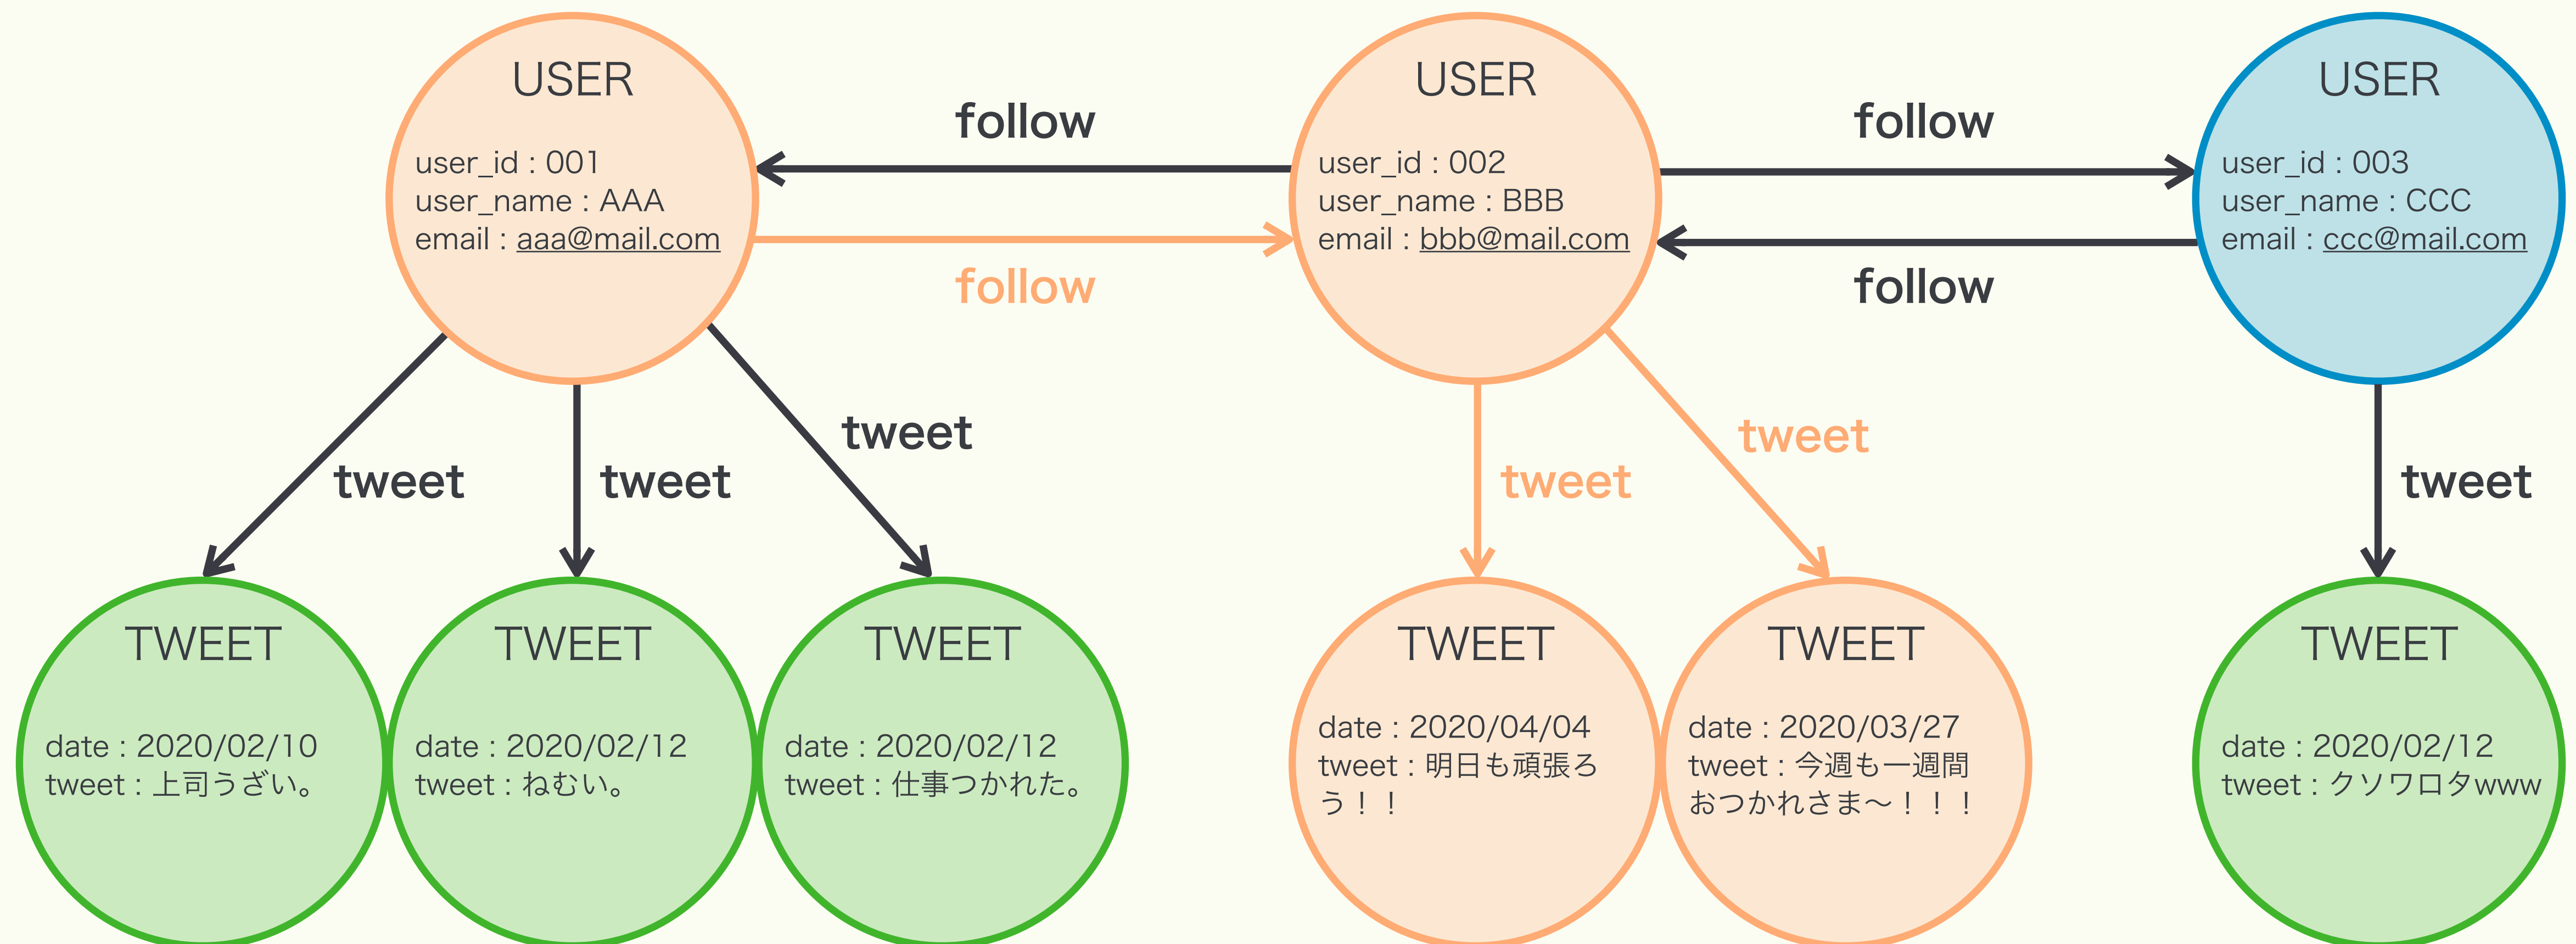 USER
user_id : 001
user_name : AAA
email : aaa@mail.com
follow
follow
USER
user_id : 002
user_name : BBB
email : bbb@mail.com
follow
follow
USER
user_id : 003
user_name : CCC
email : ccc@mail.com
tweet
tweet
tweet
tweet
tweet
tweet
TWEET
date : 2020/02/10
tweet : 上司うざい。
TWEET
date : 2020/02/12
tweet : ねむい。
TWEET
date : 2020/02/12
tweet : 仕事つかれた。
TWEET
date : 2020/04/04
tweet : 明日も頑張ろ
う！！
TWEET
date : 2020/03/27
tweet : 今週も一週間
おつかれさま〜！！！
TWEET
date : 2020/02/12
tweet : クソワロタwww